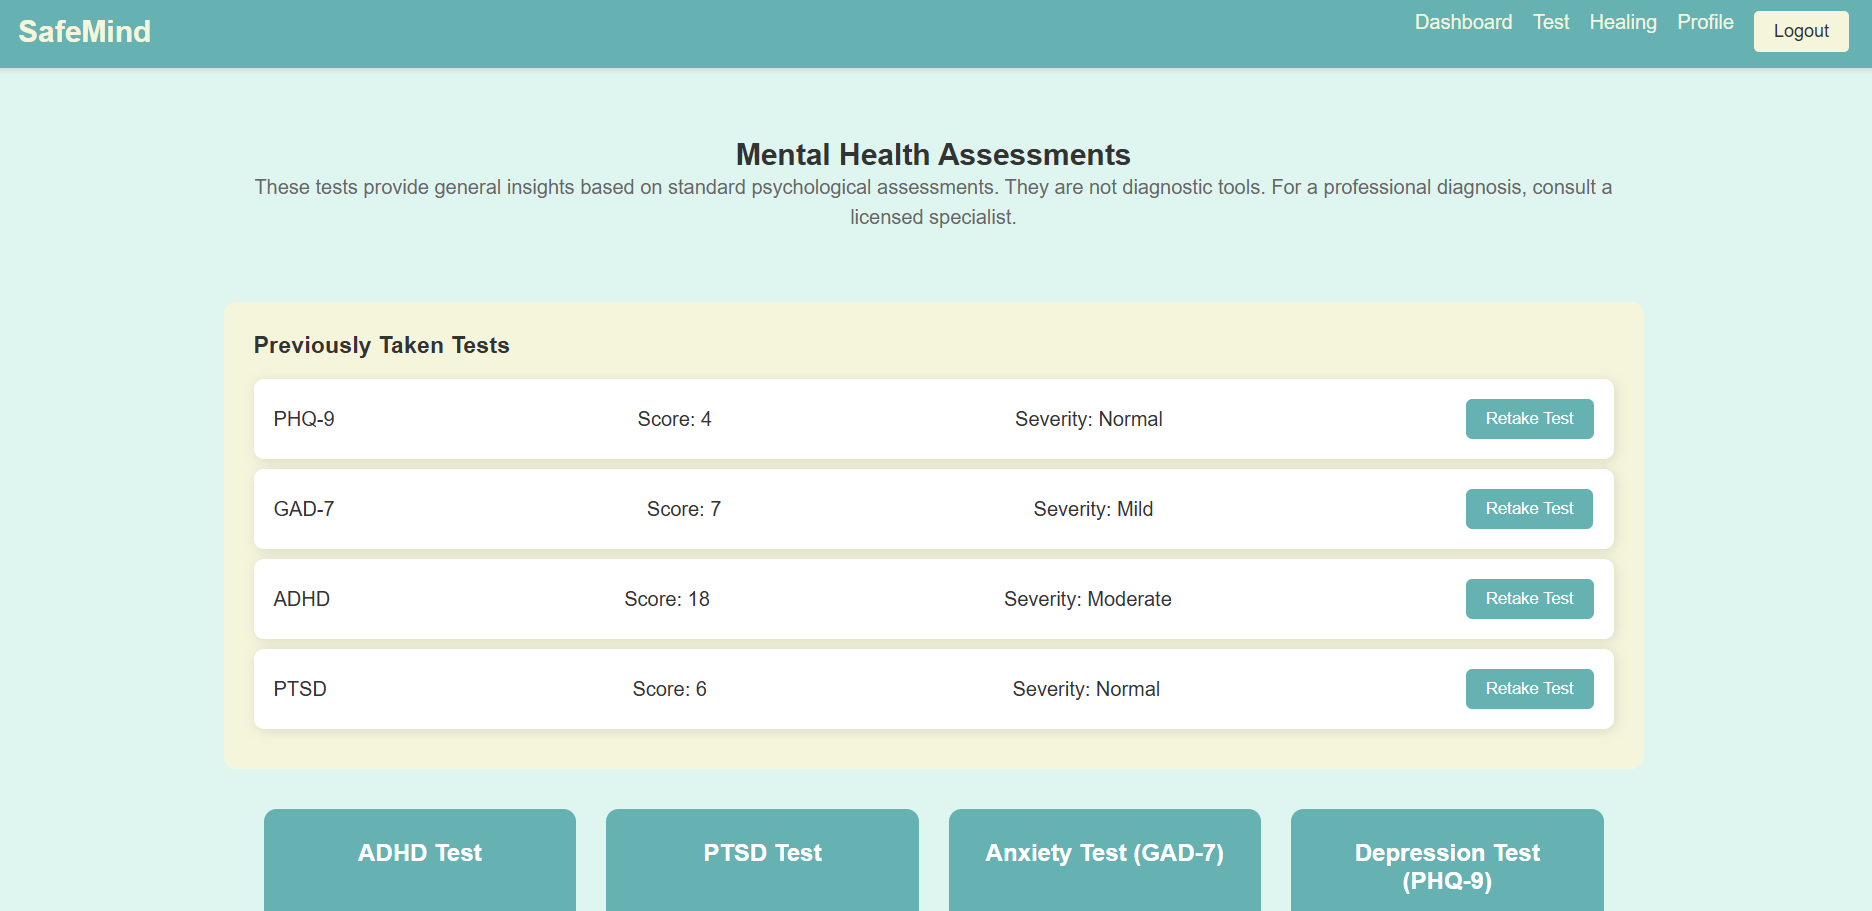 SafeMind
Dashboard Test Healing Profile Logout
Mental Health Assessments
These tests provide general insights based on standard psychological assessments. They are not diagnostic tools. For a professional diagnosis, consult a
licensed specialist.
Previously Taken Tests
PHQ-9 Score: 4 Severity: Normal Retake Test
GAD-7 Score: 7 Severity: Mild Retake Test
ADHD Score: 18 Severity: Moderate Retake Test
PTSD Score: 6 Severity: Normal Retake Test
ADHD Test
PTSD Test
Anxiety Test (GAD-7)
Depression Test
(PHQ-9)